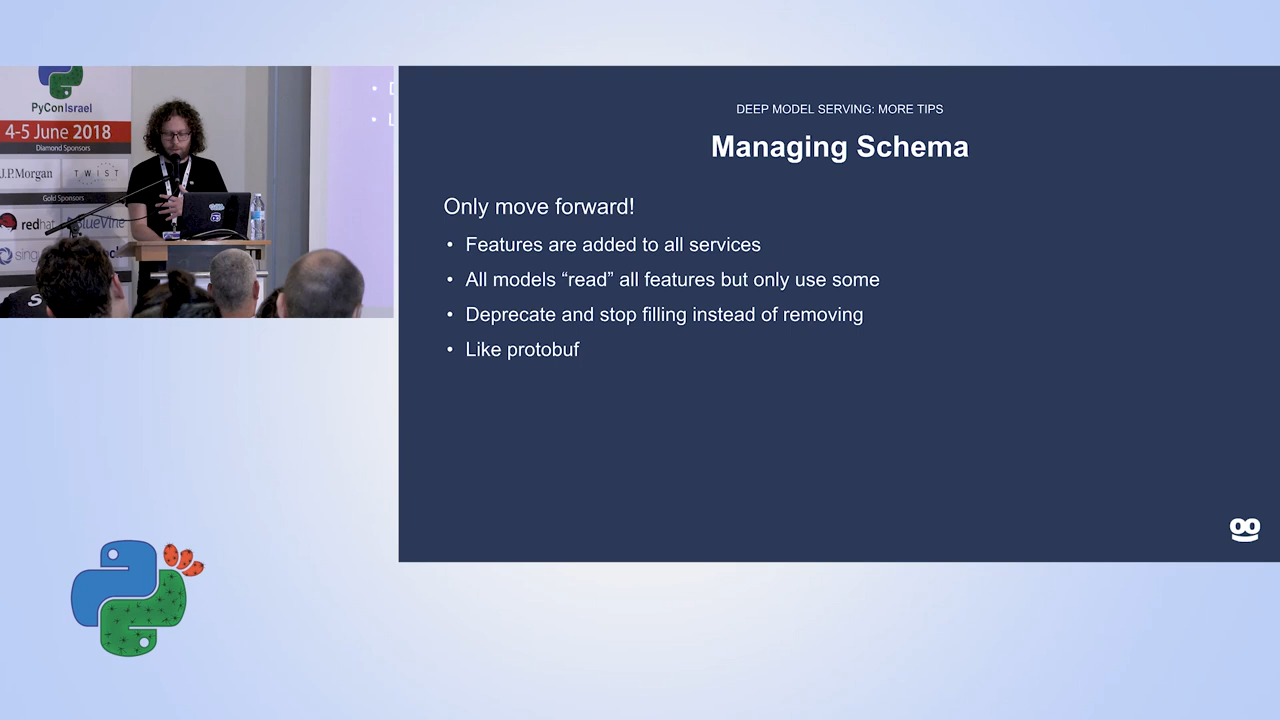 PyConIsrael
4-5 June 2018
Diamond Sponsors
J.P.Morgan
TWIST
Gold Sponsors
redhat
BlueVine
DEEP MODEL SERVING: MORE TIPS
Managing Schema
Only move forward!
• Features are added to all services
• All models “read” all features but only use some
• Deprecate and stop filling instead of removing
• Like protobuf